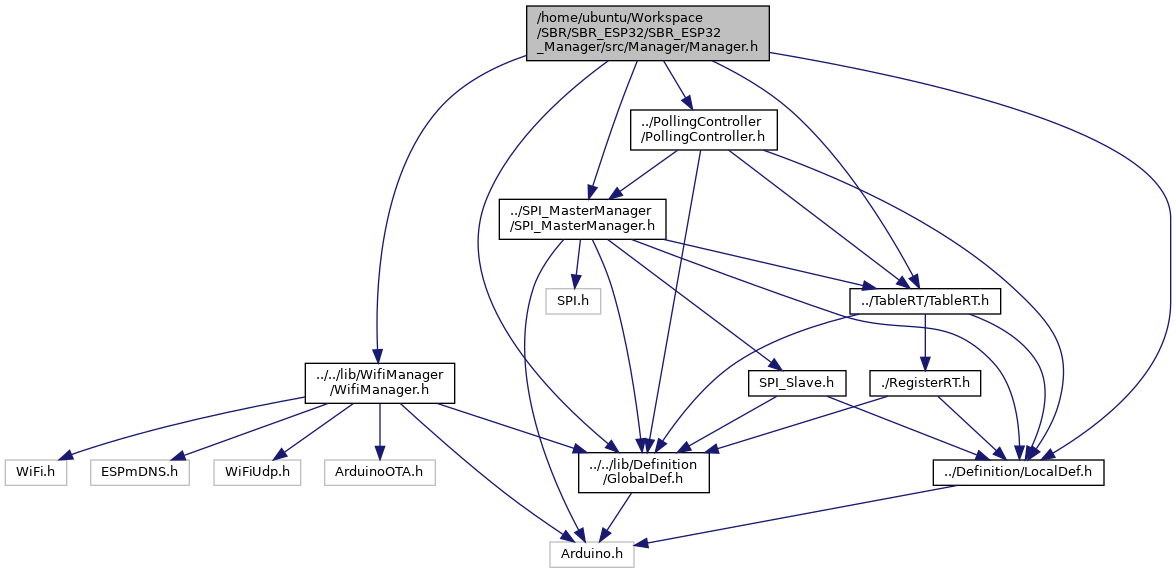 /home/ubuntu/Workspace
/SBR/SBR_ESP32/SBR_ESP32
_Manager/src/Manager/Manager.h
../PollingController
/PollingController.h
../SPI_MasterManager
/SPI_MasterManager.h
SPI.h
../TableRT/TableRT.h
../../lib/WifiManager
/WifiManager.h
SPI_Slave.h
./RegisterRT.h
WiFi.h
ESPmDNS.h
WiFiUdp.h
ArduinoOTA.h
../../lib/Definition
/GlobalDef.h
../Definition/LocalDef.h
Arduino.h